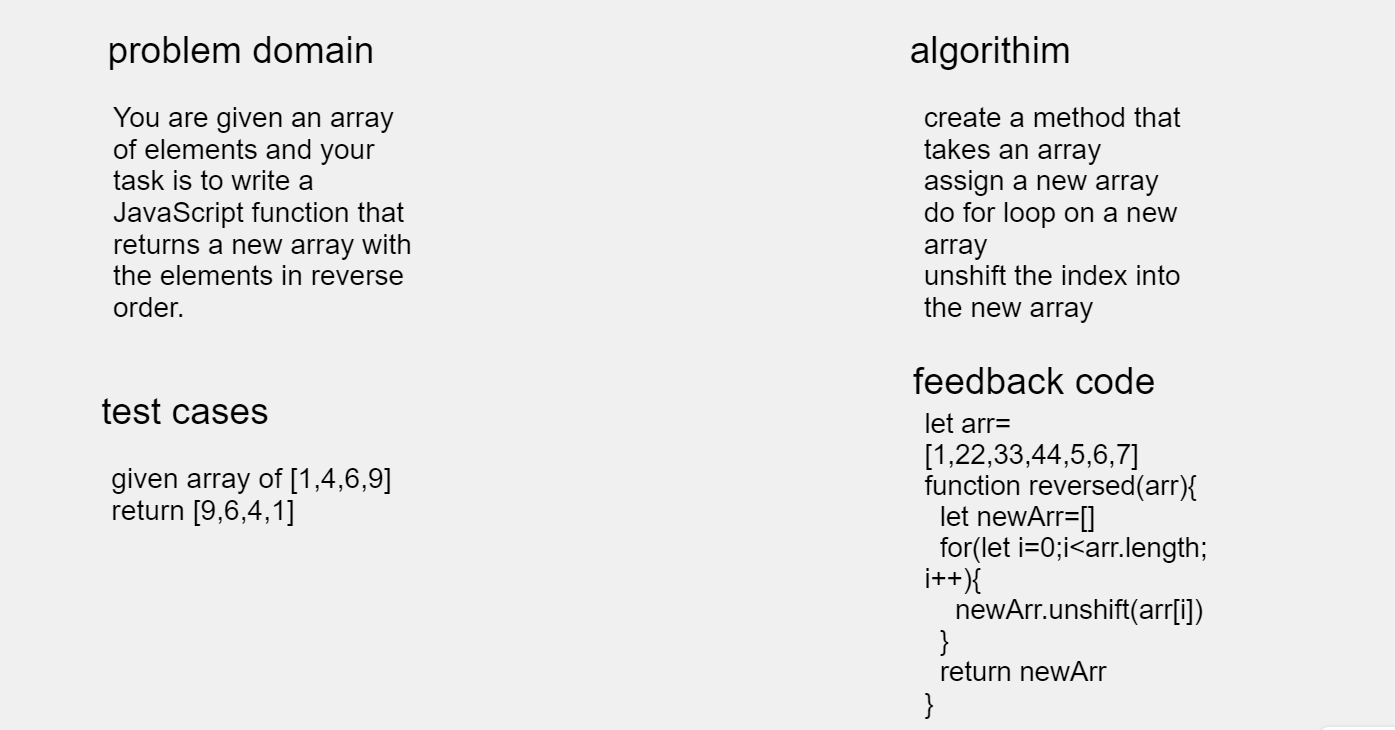 problem domain
You are given an array
of elements and your
task is to write a
JavaScript function that
returns a new array with
the elements in reverse
order.
test cases
given array of [1,4,6,9]
return [9,6,4,1]
algorithim
create a method that
takes an array
assign a new array
do for loop on a new
array
unshift the index into
the new array
feedback code
let arr=
[1,22,33,44,5,6,7]
function reversed(arr){
let newArr=[]
for(let i=0;i<arr.length;
i++){
newArr.unshift(arr[i])
}
return newArr
}